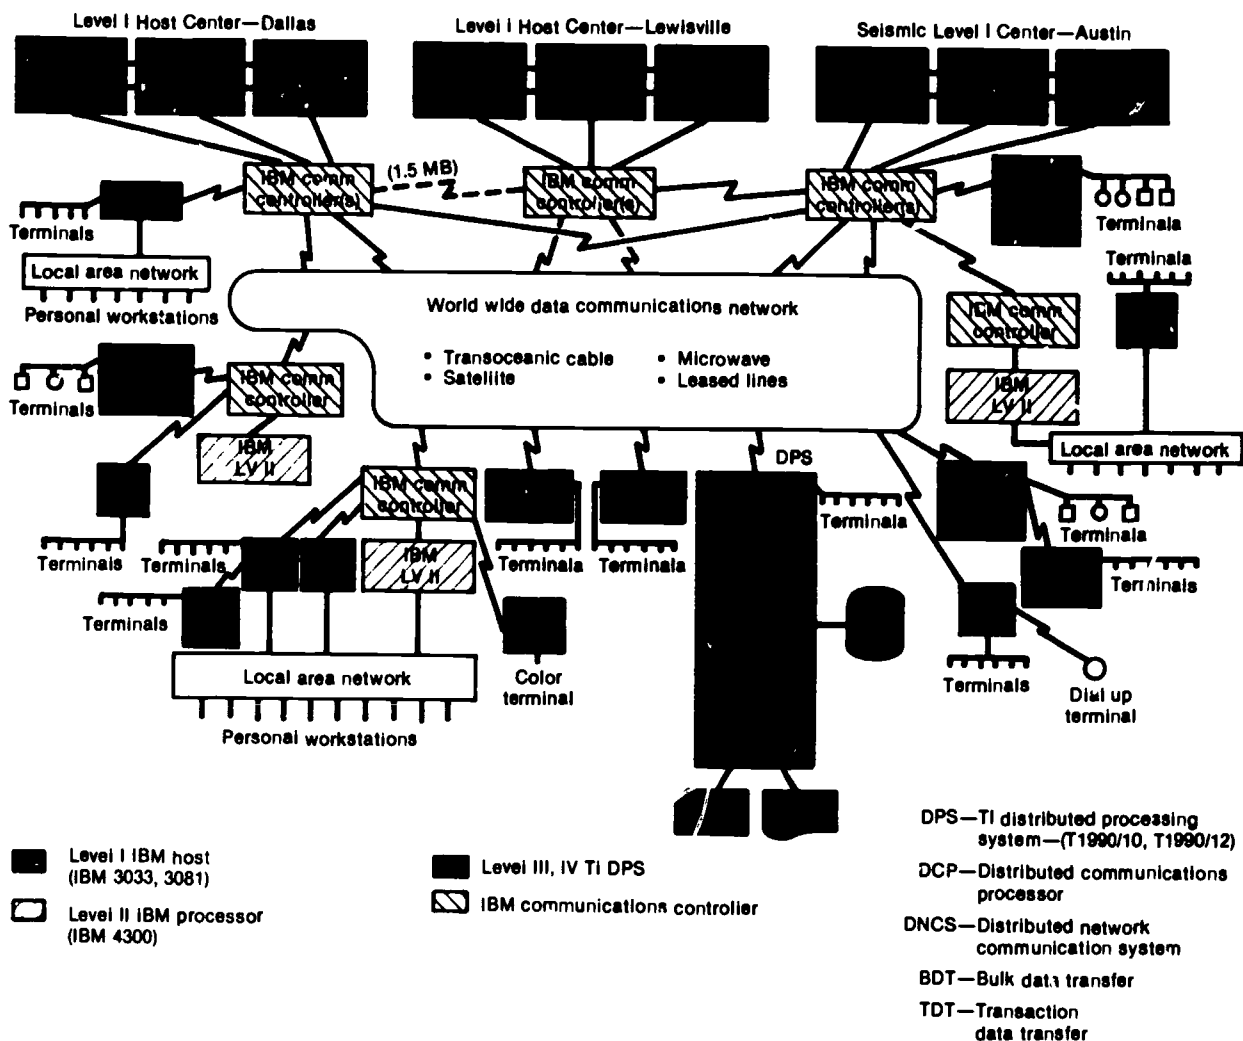 Level I Host Center—Dallas
Level I Host Center—Lewisville
Seismic Level I Center—Austin
(1.5 MB)
IBM comm
controller(s)
IBM comm
controller(s)
IBM comm
controller(s)
Terminals
Terminals
Terminala
Local area network
Personal workstations
World wide data communications network
• Transoceanic cable
• Microwave
• Satellite
• Leased lines
IBM comm
controller
IBM
LV II
Local area network
Terminals
IBM comm
controller
IBM
LV II
DPS
IBM comm
controller
Terminala
Terminala
Terminals
Terminals
Terminals
IBM
LV II
Terminals
Terminala
Terminals
Terminals
Local area network
Color
terminal
Terminals
Dial up
terminal
Personal workstations
Level I IBM host
(IBM 3033, 3081)
Level II IBM processor
(IBM 4300)
Level III, IV TI DPS
IBM communications controller
DPS—TI distributed processing
system—(T1990/10, T1990/12)
DCP—Distributed communications
processor
DNCS—Distributed network
communication system
BDT—Bulk data transfer
TDT—Transaction
data transfer